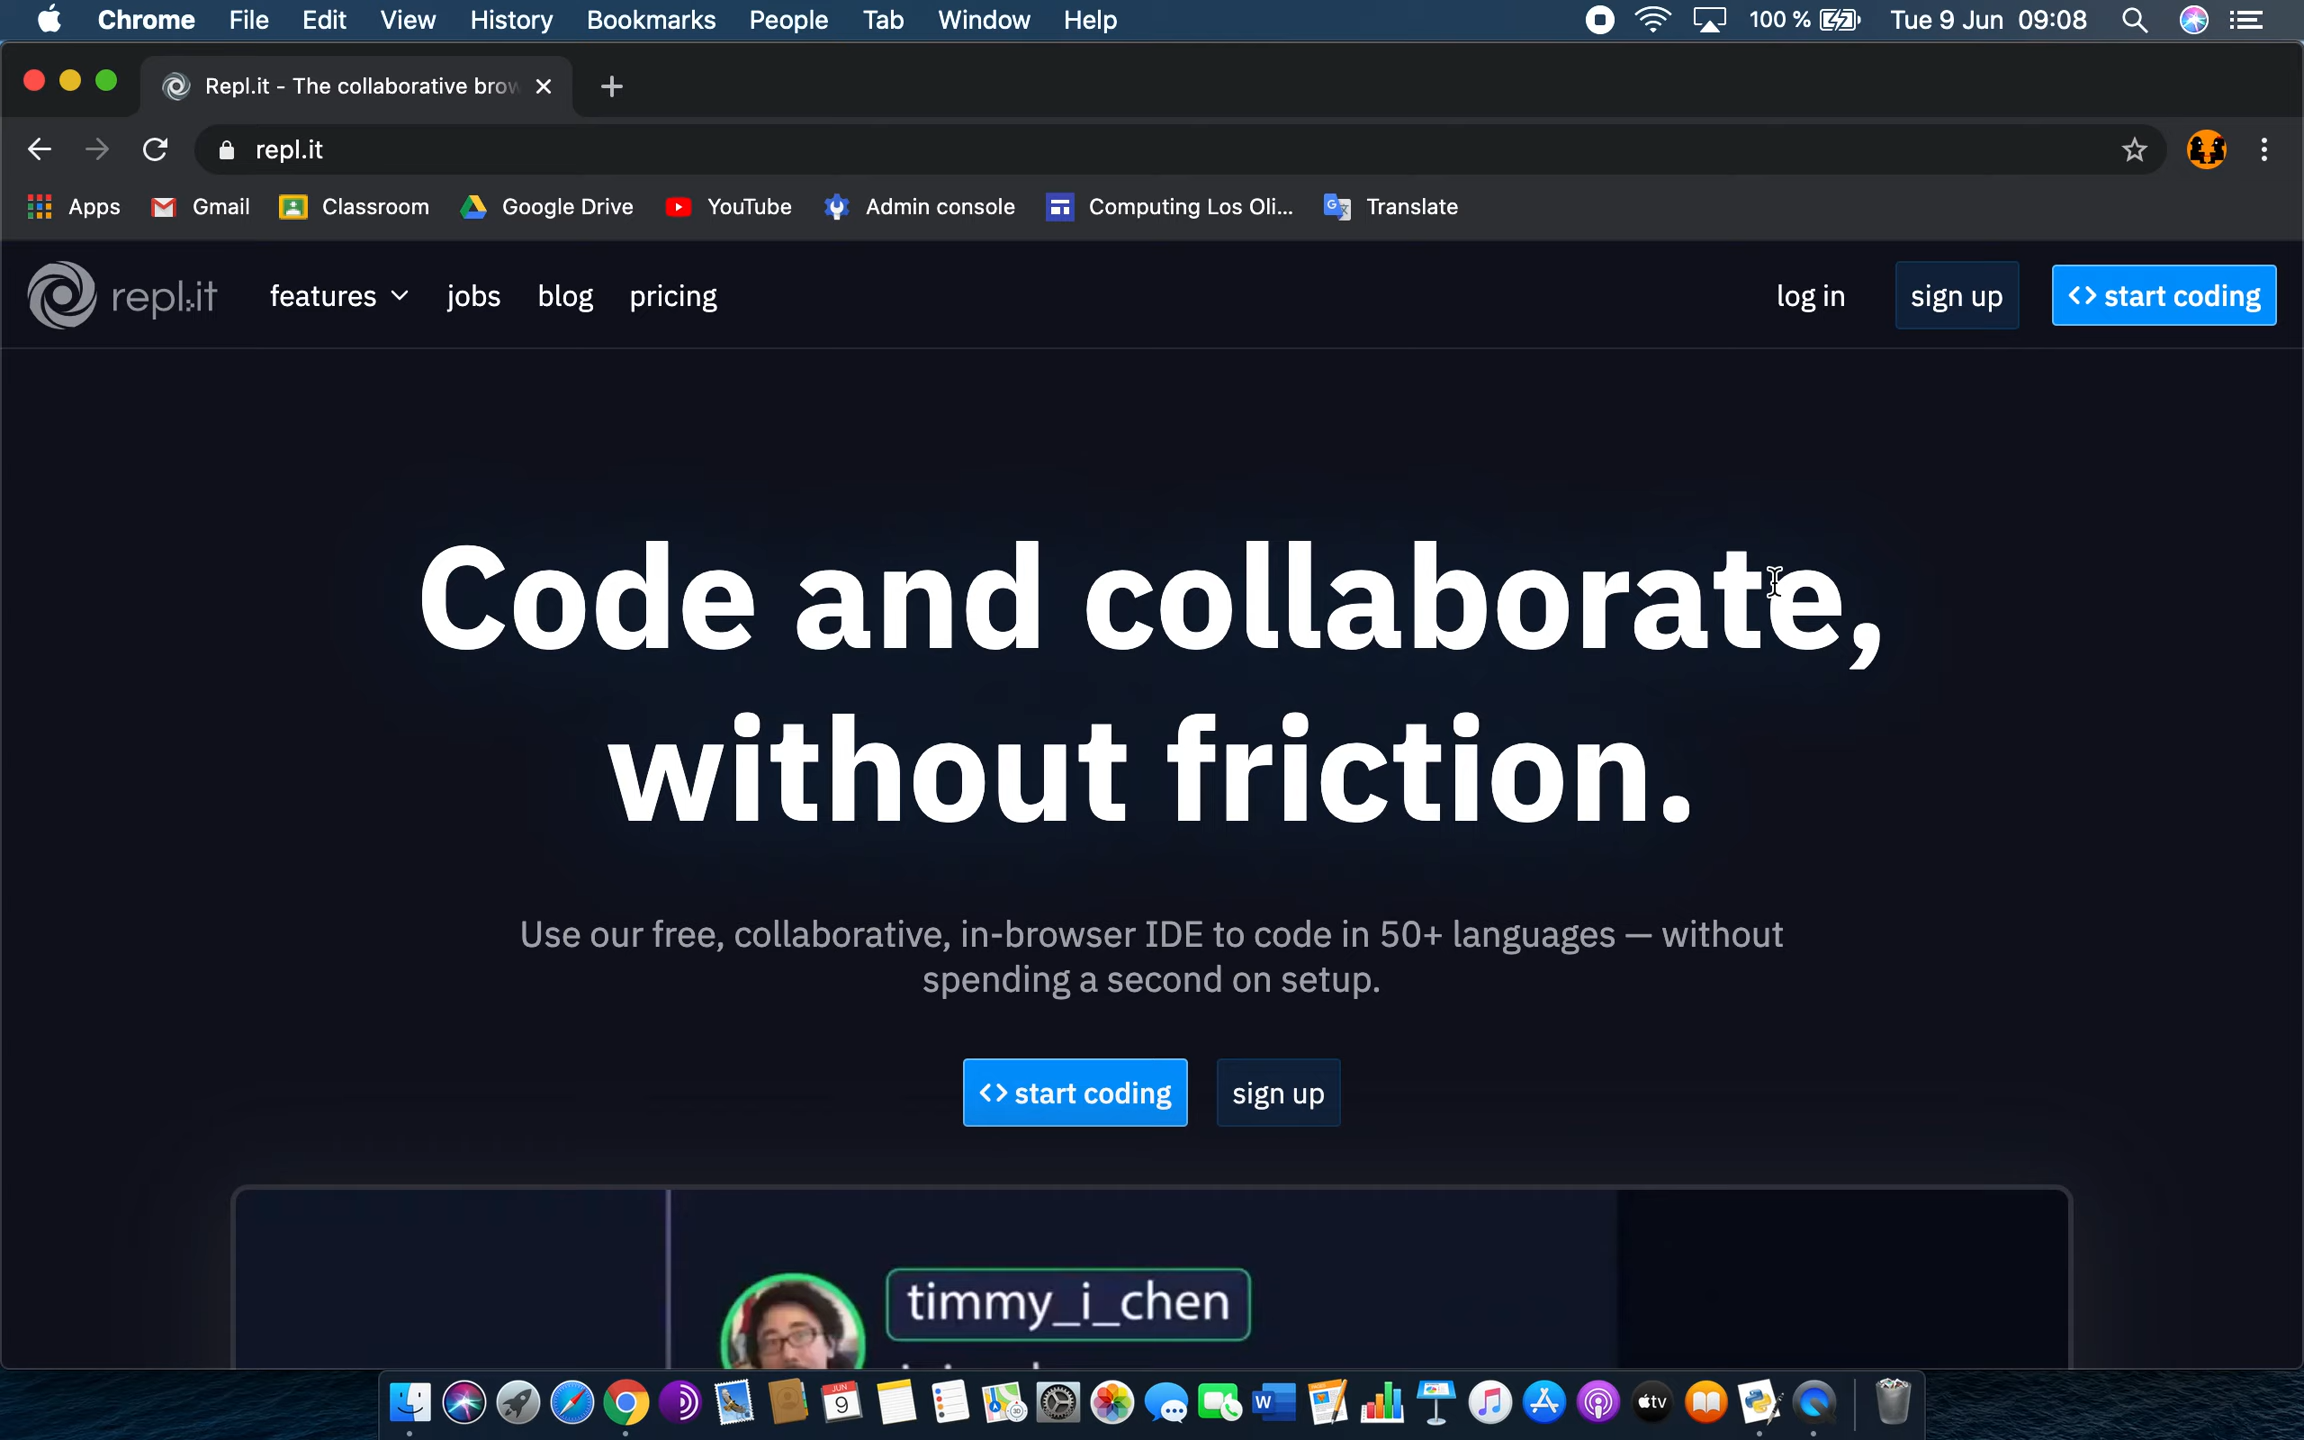 Chrome File Edit View History Bookmarks People Tab Window Help 100 % Tue 9 Jun 09:08
Repl.it - The collaborative brow
repl.it
Apps Gmail Classroom Google Drive YouTube Admin console Computing Los Oli... Translate
repl.it features jobs blog pricing log in sign up <> start coding
Code and collaborate,
without friction.
Use our free, collaborative, in-browser IDE to code in 50+ languages — without
spending a second on setup.
<> start coding sign up
timmy_i_chen
JUN
9
tv